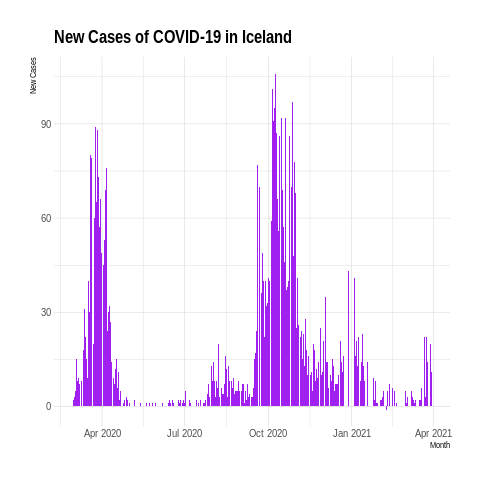 New Cases of COVID-19 in Iceland
New Cases
90
60
30
0
Apr 2020 Jul 2020 Oct 2020 Jan 2021 Apr 2021
Month